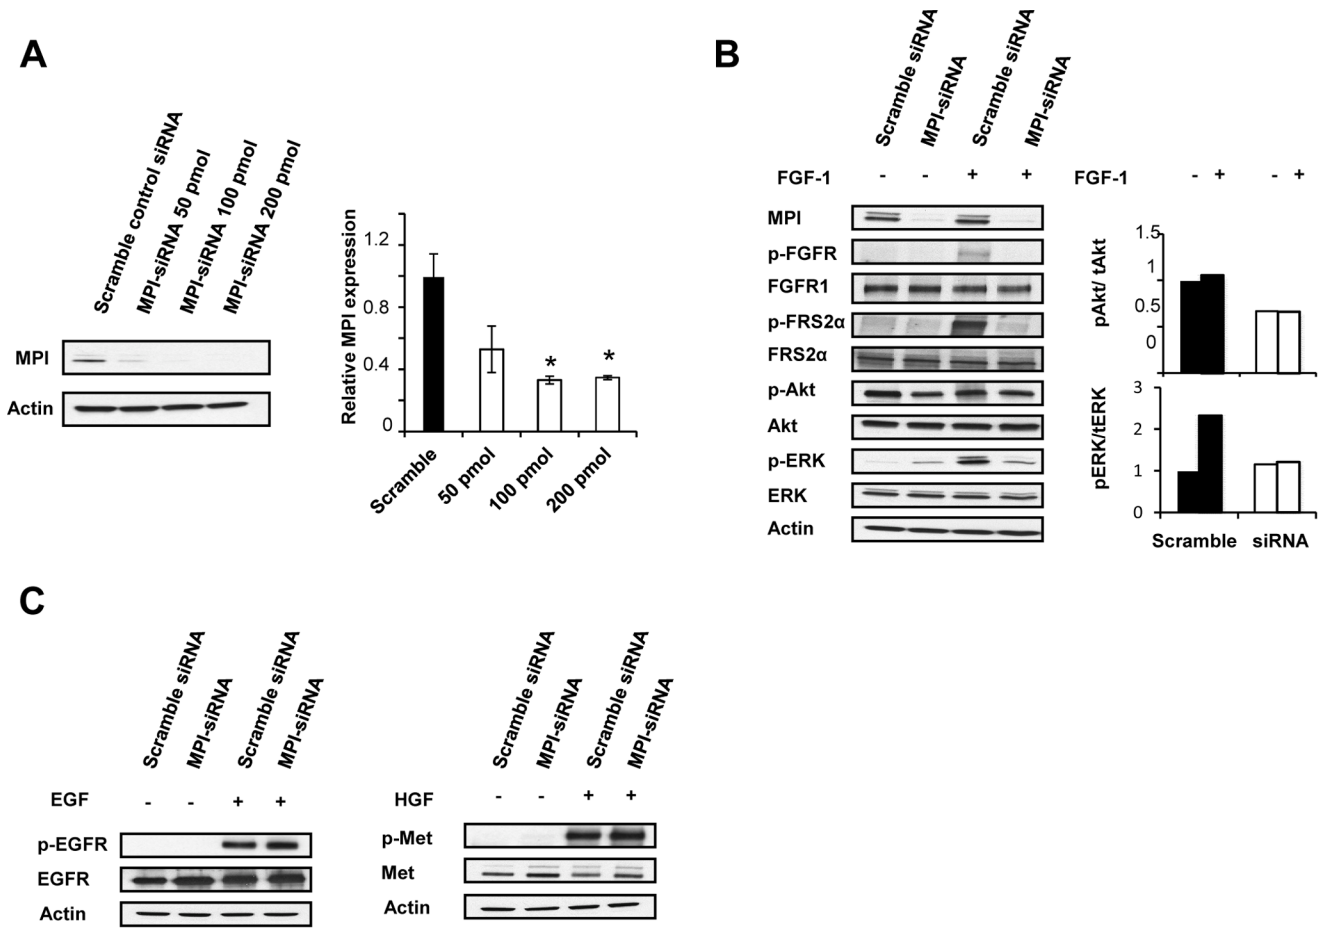 A
Scramble control siRNA
MPI-siRNA 50 pmol
MPI-siRNA 100 pmol
MPI-siRNA 200 pmol
MPI
Actin
Relative MPI expression
1.2
0.8
0.4
0
*
*
Scramble
50 pmol
100 pmol
200 pmol
B
Scramble siRNA
MPI-siRNA
Scramble siRNA
MPI-siRNA
FGF-1 - - + +
MPI
p-FGFR
FGFR1
p-FRS2α
FRS2α
p-Akt
Akt
p-ERK
ERK
Actin
FGF-1 - + - +
pAkt/ tAkt
1.5
1
0.5
0
pERK/tERK
3
2
1
0
Scramble siRNA
C
Scramble siRNA
MPI-siRNA
Scramble siRNA
MPI-siRNA
EGF - - + +
p-EGFR
EGFR
Actin
Scramble siRNA
MPI-siRNA
Scramble siRNA
MPI-siRNA
HGF - - + +
p-Met
Met
Actin